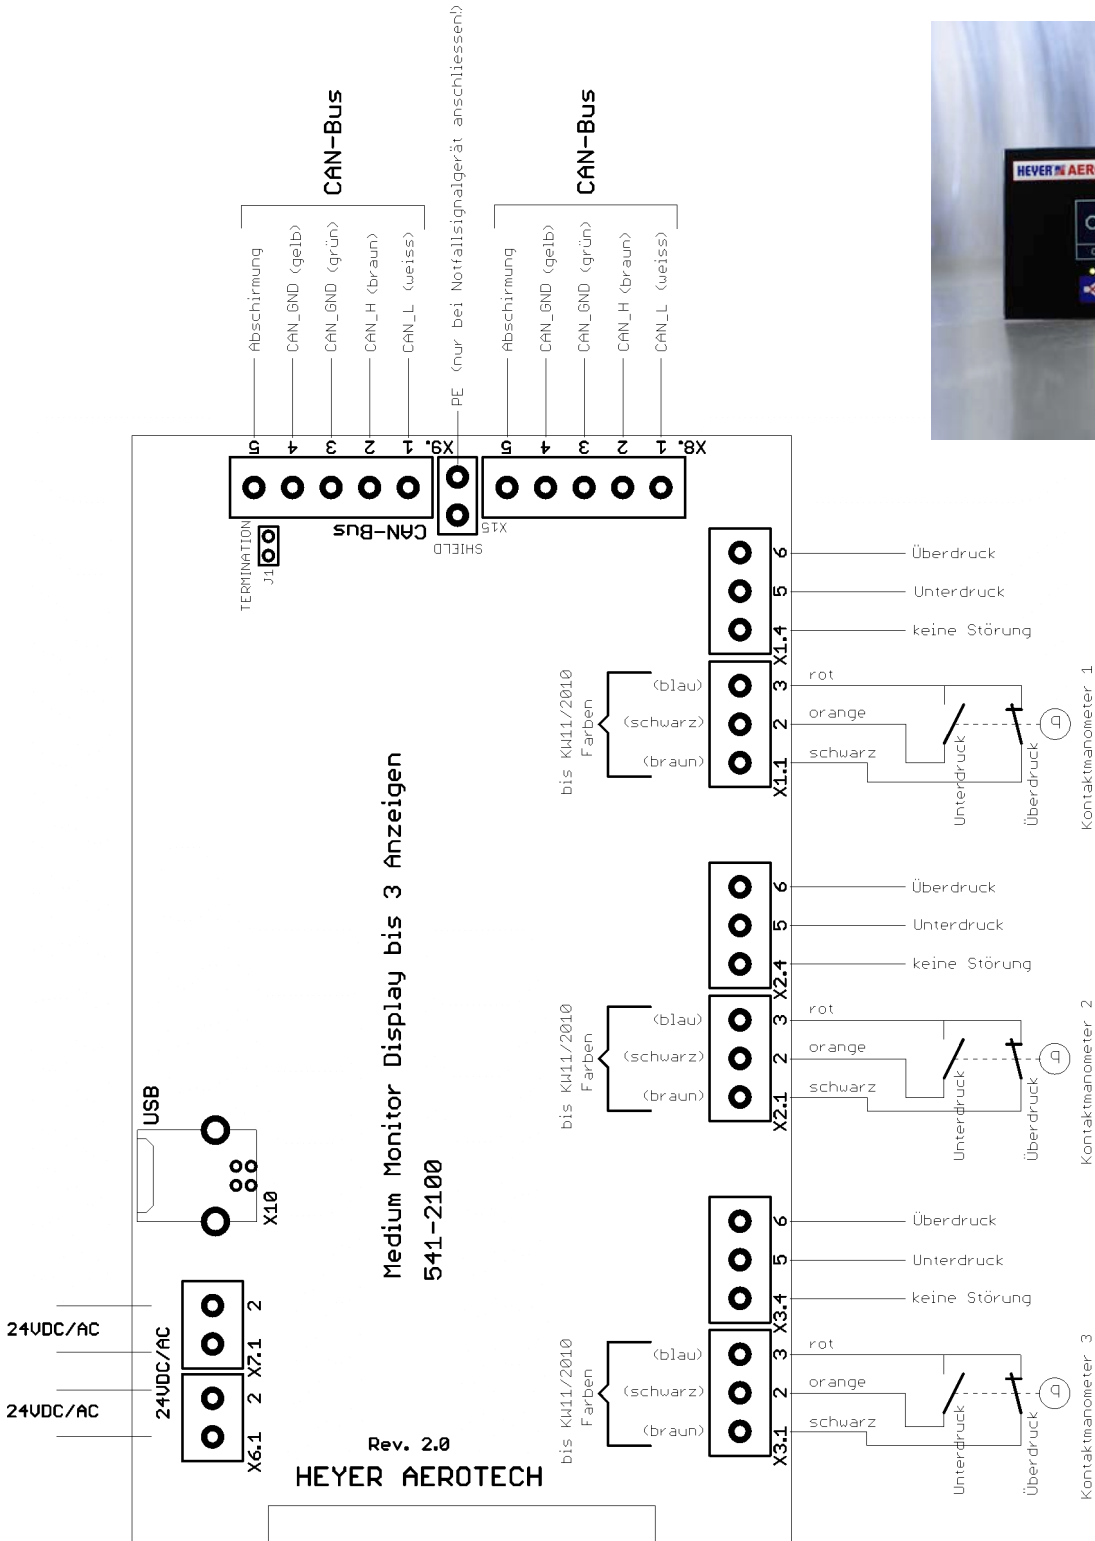 CAN-Bus
Abschirmung
CAN_GND (gelb)
CAN_GND (grün)
CAN_H (braun)
CAN_L (weiss)
PE (nur bei Notfallsignalgerät anschliessen!)
CAN-Bus
Abschirmung
CAN_GND (gelb)
CAN_GND (grün)
CAN_H (braun)
CAN_L (weiss)
HEYER AERO
5
4
3
2
1
X9.
5
4
3
2
1
X8.
CAN-Bus
X15
SHIELD
TERMINATION
J1
6 Überdruck
5 Unterdruck
X1.4 keine Störung
bis KW11/2010
Farben
(blau) 3 rot
(schwarz) 2 orange
(braun) X1.1 schwarz
Unterdruck
Überdruck
P
Kontaktmanometer 1
Medium Monitor Display bis 3 Anzeigen
541-2100
6 Überdruck
5 Unterdruck
X2.4 keine Störung
bis KW11/2010
Farben
(blau) 3 rot
(schwarz) 2 orange
(braun) X2.1 schwarz
Unterdruck
Überdruck
P
Kontaktmanometer 2
USB
X10
6 Überdruck
5 Unterdruck
X3.4 keine Störung
bis KW11/2010
Farben
(blau) 3 rot
(schwarz) 2 orange
(braun) X3.1 schwarz
Unterdruck
Überdruck
P
Kontaktmanometer 3
24VDC/AC
2
X7.1
24VDC/AC
24VDC/AC
2
X6.1
Rev. 2.0
HEYER AEROTECH